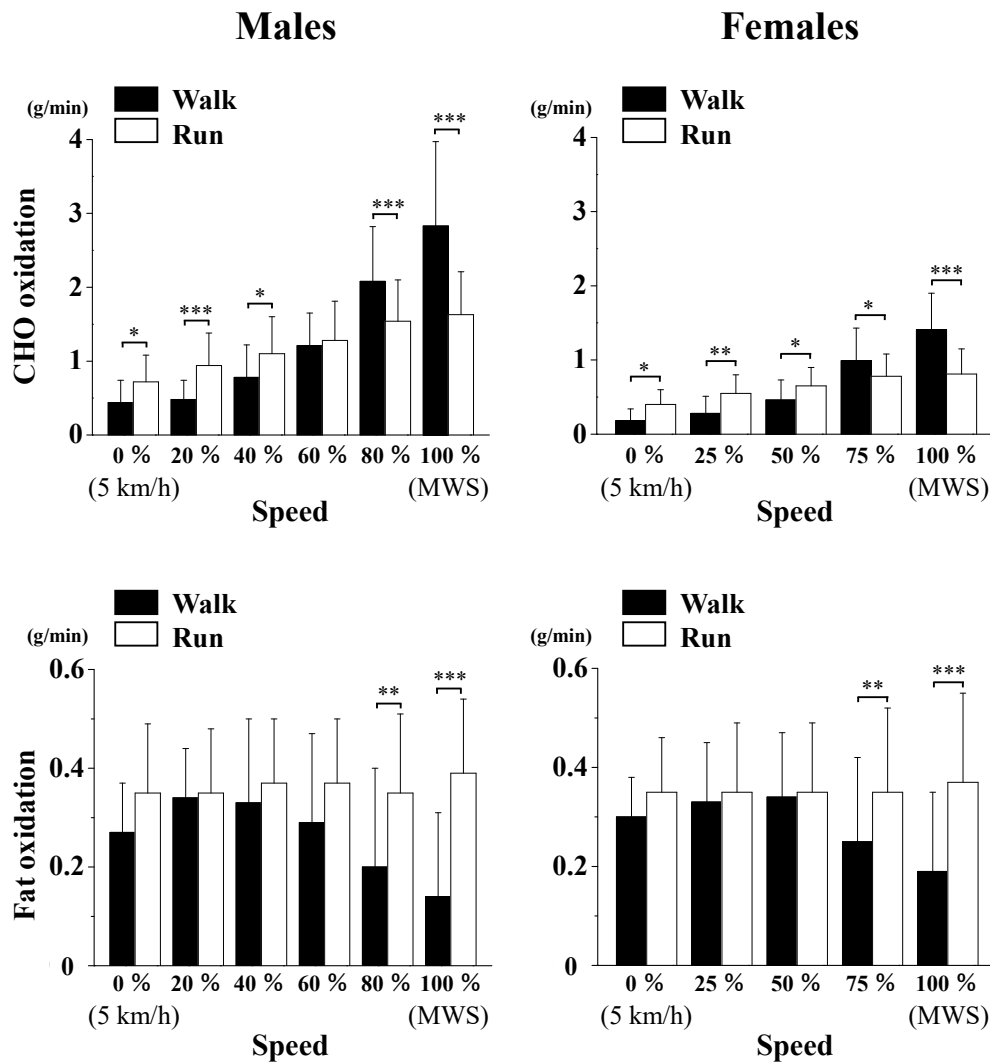 Males
Females
Walk
Run
(g/min)
CHO oxidation
4
3
2
1
0
*
***
*
***
***
0 % 20 % 40 % 60 % 80 % 100 %
(5 km/h) (MWS)
Speed
Walk
Run
(g/min)
4
3
2
1
0
*
**
*
*
***
0 % 25 % 50 % 75 % 100 %
(5 km/h) (MWS)
Speed
Walk
Run
(g/min)
Fat oxidation
0.6
0.4
0.2
0
**
***
0 % 20 % 40 % 60 % 80 % 100 %
(5 km/h) (MWS)
Speed
Walk
Run
(g/min)
0.6
0.4
0.2
0
**
***
0 % 25 % 50 % 75 % 100 %
(5 km/h) (MWS)
Speed